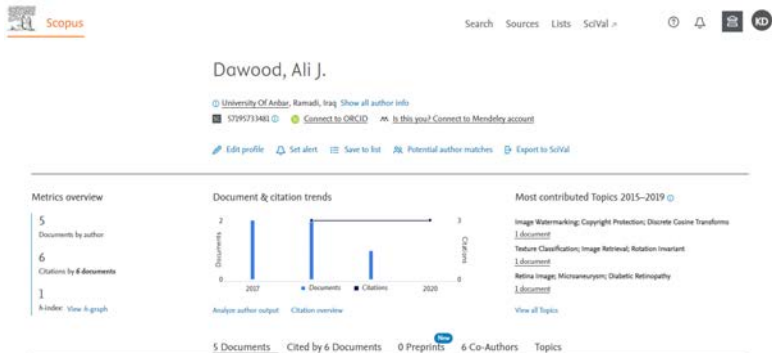 Scopus
Search Sources Lists SciVal
KD
Dawood, Ali J.
University Of Anbar, Ramadi, Iraq Show all author info
57195733481 Connect to ORCID Is this you? Connect to Mendeley account
Edit profile Set alert Save to list Potential author matches Export to SciVal
Metrics overview
5
Documents by author
6
Citations by 6 documents
1
h-index: View h-graph
Document & citation trends
2
3
Documents
Citations
0
0
2017
Documents Citations
2020
Analyze author output Citation overview
Most contributed Topics 2015–2019
Image Watermarking; Copyright Protection; Discrete Cosine Transforms
1 document
Texture Classification; Image Retrieval; Rotation Invariant
1 document
Retina Image; Microaneurysm; Diabetic Retinopathy
1 document
View all Topics
New
5 Documents Cited by 6 Documents 0 Preprints 6 Co-Authors Topics